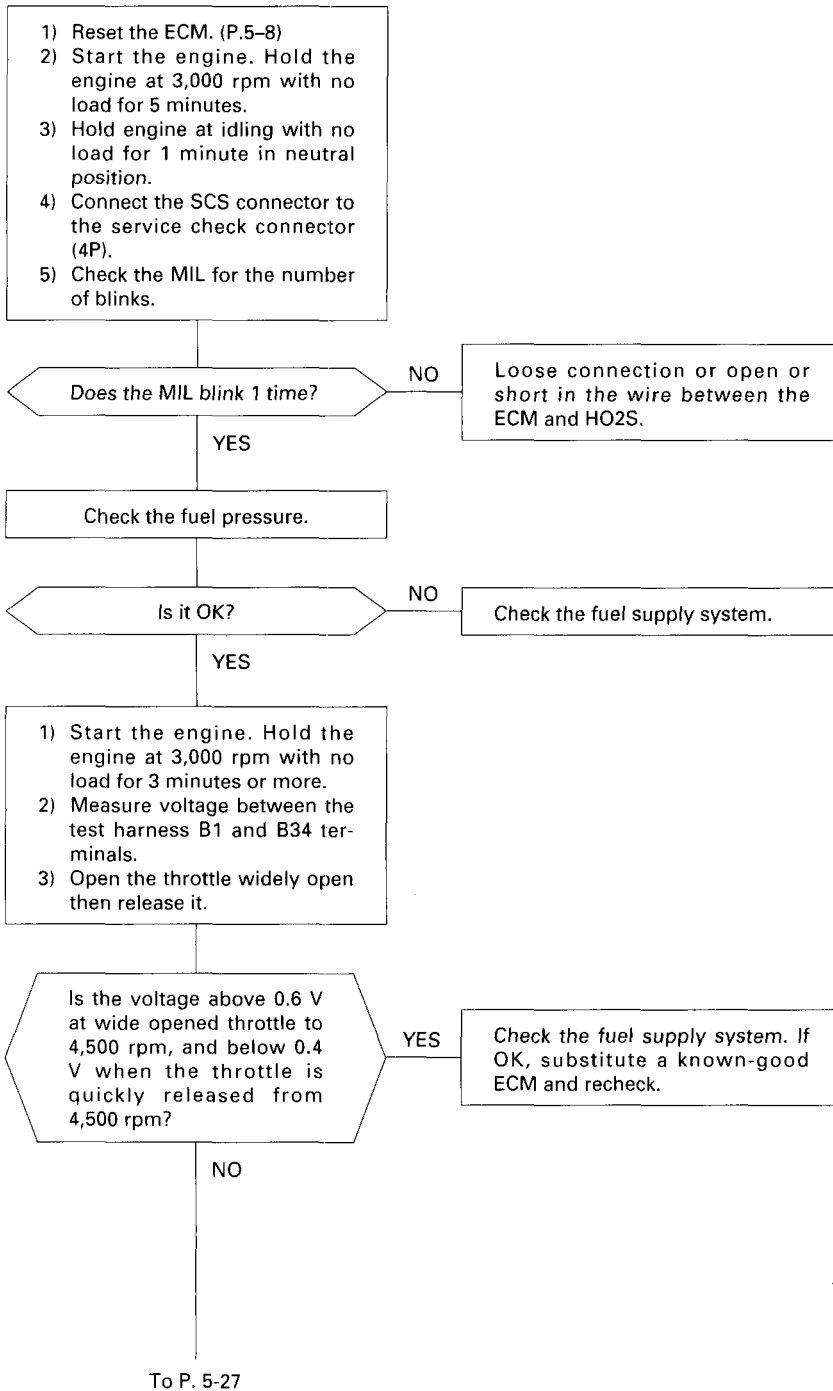 1) Reset the ECM. (P.5–8)
2) Start the engine. Hold the
engine at 3,000 rpm with no
load for 5 minutes.
3) Hold engine at idling with no
load for 1 minute in neutral
position.
4) Connect the SCS connector to
the service check connector
(4P).
5) Check the MIL for the number
of blinks.
Does the MIL blink 1 time?
NO
Loose connection or open or
short in the wire between the
ECM and HO2S.
YES
Check the fuel pressure.
Is it OK?
NO
Check the fuel supply system.
YES
1) Start the engine. Hold the
engine at 3,000 rpm with no
load for 3 minutes or more.
2) Measure voltage between the
test harness B1 and B34 ter-
minals.
3) Open the throttle widely open
then release it.
Is the voltage above 0.6 V
at wide opened throttle to
4,500 rpm, and below 0.4
V when the throttle is
quickly released from
4,500 rpm?
YES
Check the fuel supply system. If
OK, substitute a known-good
ECM and recheck.
NO
To P. 5-27